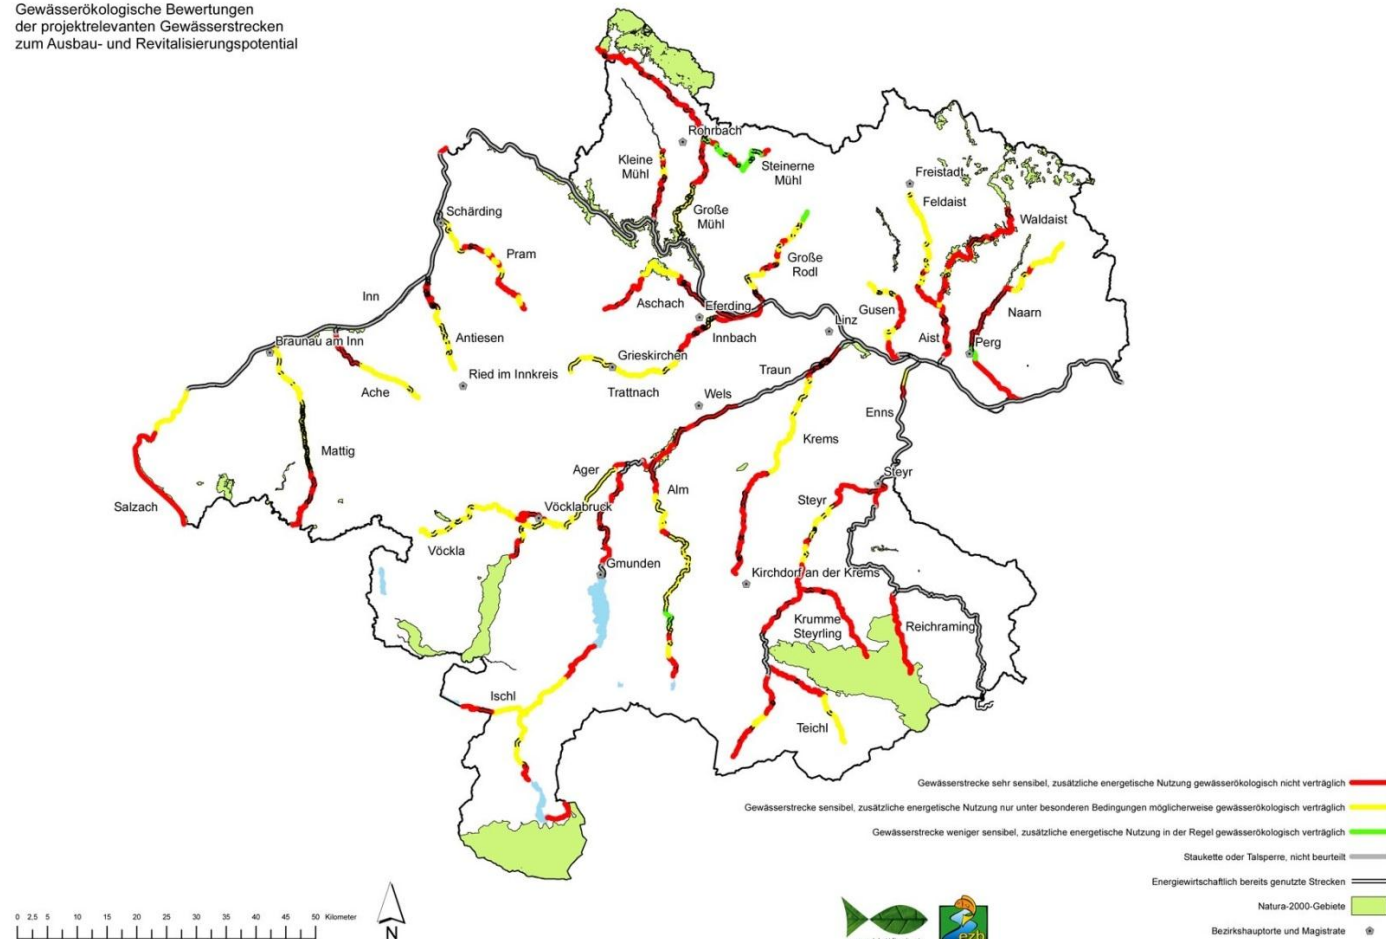 Gewässerökologische Bewertungen
der projektrelevanten Gewässerstrecken
zum Ausbau- und Revitalisierungspotential
Rohrbach
Kleine
Mühl
Steinerne
Mühl
Freistadt
Feldaist
Große
Mühl
Schärding
Waldaist
Pram
Große
Rodl
Inn
Aschach
Eferding
Gusen
Naarn
Linz
Antiesen
Innbach
Aist
Perg
Braunau am Inn
Grieskirchen
Ried im Innkreis
Traun
Ache
Trattnach
Wels
Enns
Krems
Mattig
Ager
Steyr
Alm
Steyr
Salzach
Vöcklabruck
Vöckla
Gmunden
Kirchdorf an der Krems
Krumme
Steyrling
Reichraming
Ischl
Teichl
Gewässerstrecke sehr sensibel, zusätzliche energetische Nutzung gewässerökologisch nicht verträglich
Gewässerstrecke sensibel, zusätzliche energetische Nutzung nur unter besonderen Bedingungen möglicherweise gewässerökologisch verträglich
Gewässerstrecke weniger sensibel, zusätzliche energetische Nutzung in der Regel gewässerökologisch verträglich
Staukette oder Talsperre, nicht beurteilt
Energiewirtschaftlich bereits genutzte Strecken
Natura-2000-Gebiete
Bezirkshauptorte und Magistrate
0 2,5 5 10 15 20 25 30 35 40 45 50 Kilometer
N
ezb